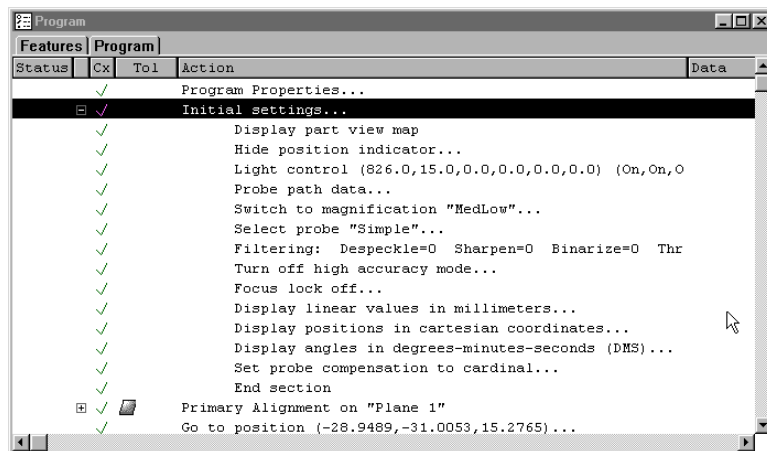 Program
Features Program
Status Cx Tol Action Data
Program Properties...
Initial settings...
Display part view map
Hide position indicator...
Light control (826.0,15.0,0.0,0.0,0.0,0.0) (On,On,O
Probe path data...
Switch to magnification "MedLow"...
Select probe "Simple"...
Filtering: Despeckle=0 Sharpen=0 Binarize=0 Thr
Turn off high accuracy mode...
Focus lock off...
Display linear values in millimeters...
Display positions in cartesian coordinates...
Display angles in degrees-minutes-seconds (DMS)...
Set probe compensation to cardinal...
End section
Primary Alignment on "Plane 1"
Go to position (-28.9489,-31.0053,15.2765)...